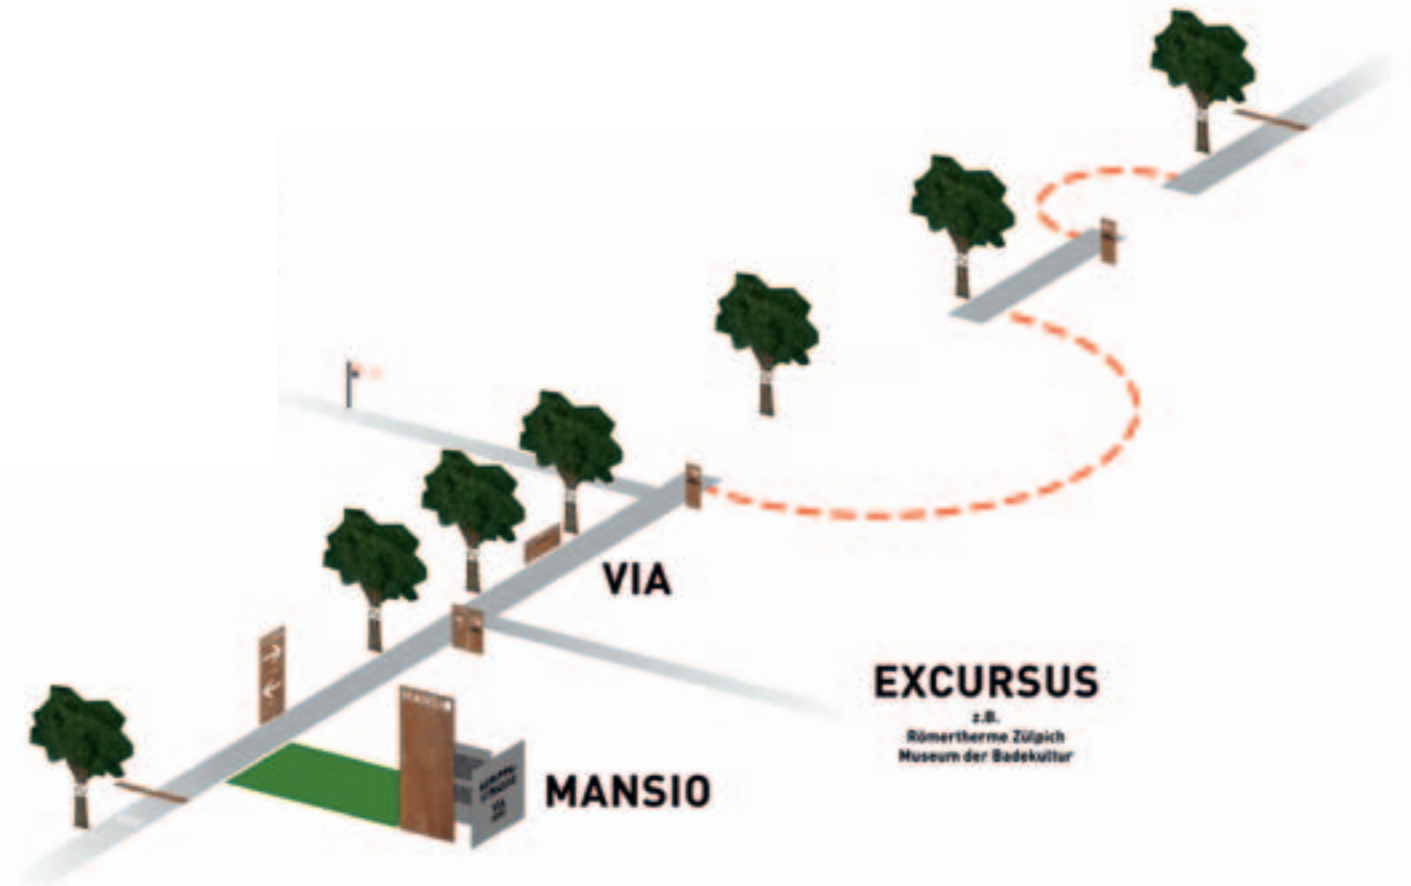 VIA
EXCURSUS
z.B.
Römertherme Zülpich
Museum der Badekultur
MANSIO